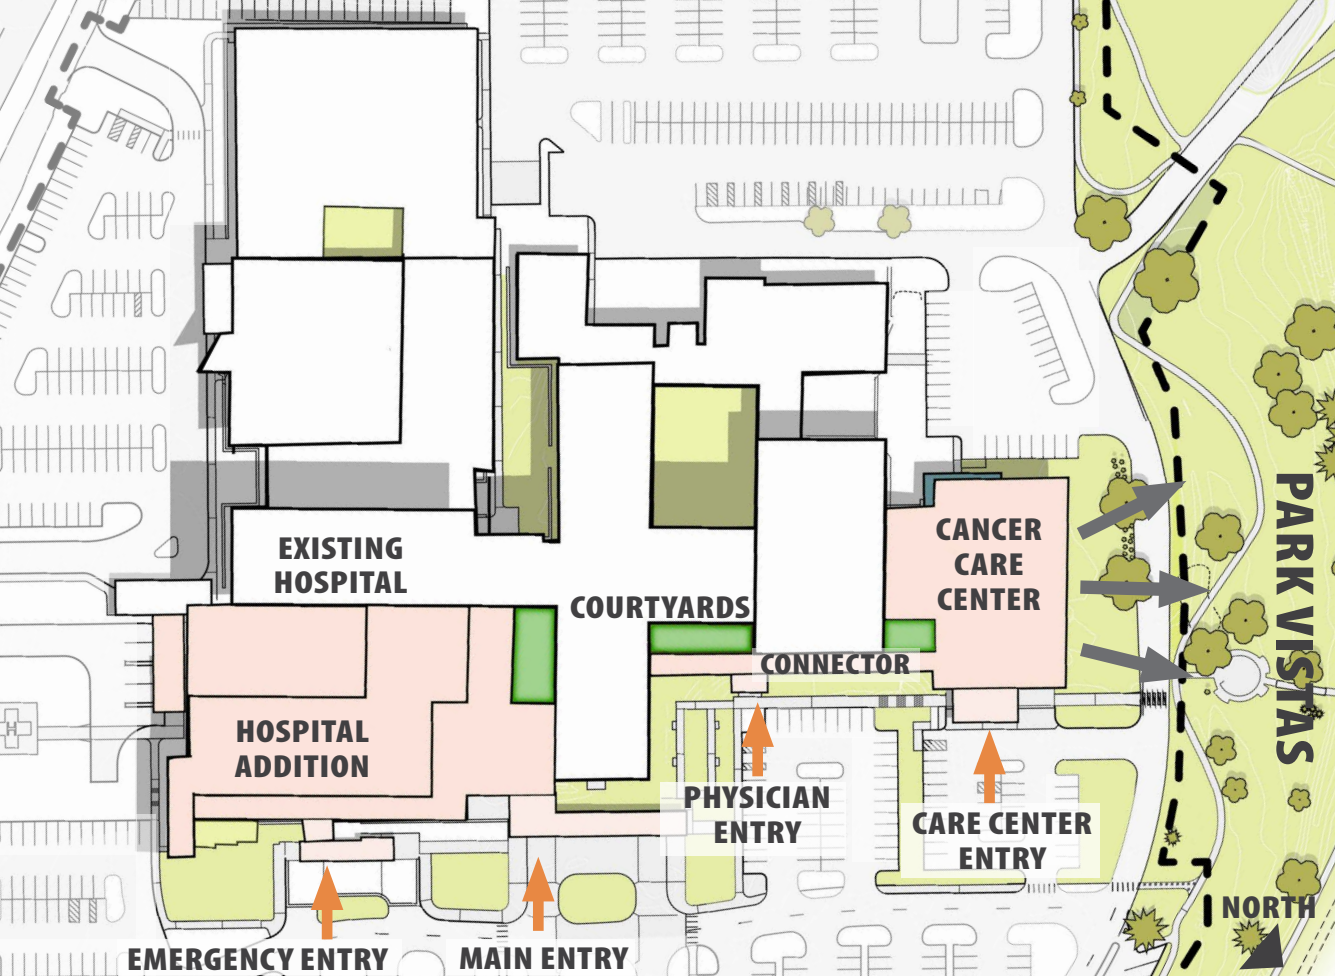 EXISTING
HOSPITAL
CANCER
CARE
CENTER
PARK VISTAS
COURTYARDS
CONNECTOR
HOSPITAL
ADDITION
PHYSICIAN
ENTRY
CARE CENTER
ENTRY
EMERGENCY ENTRY
MAIN ENTRY
NORTH
H